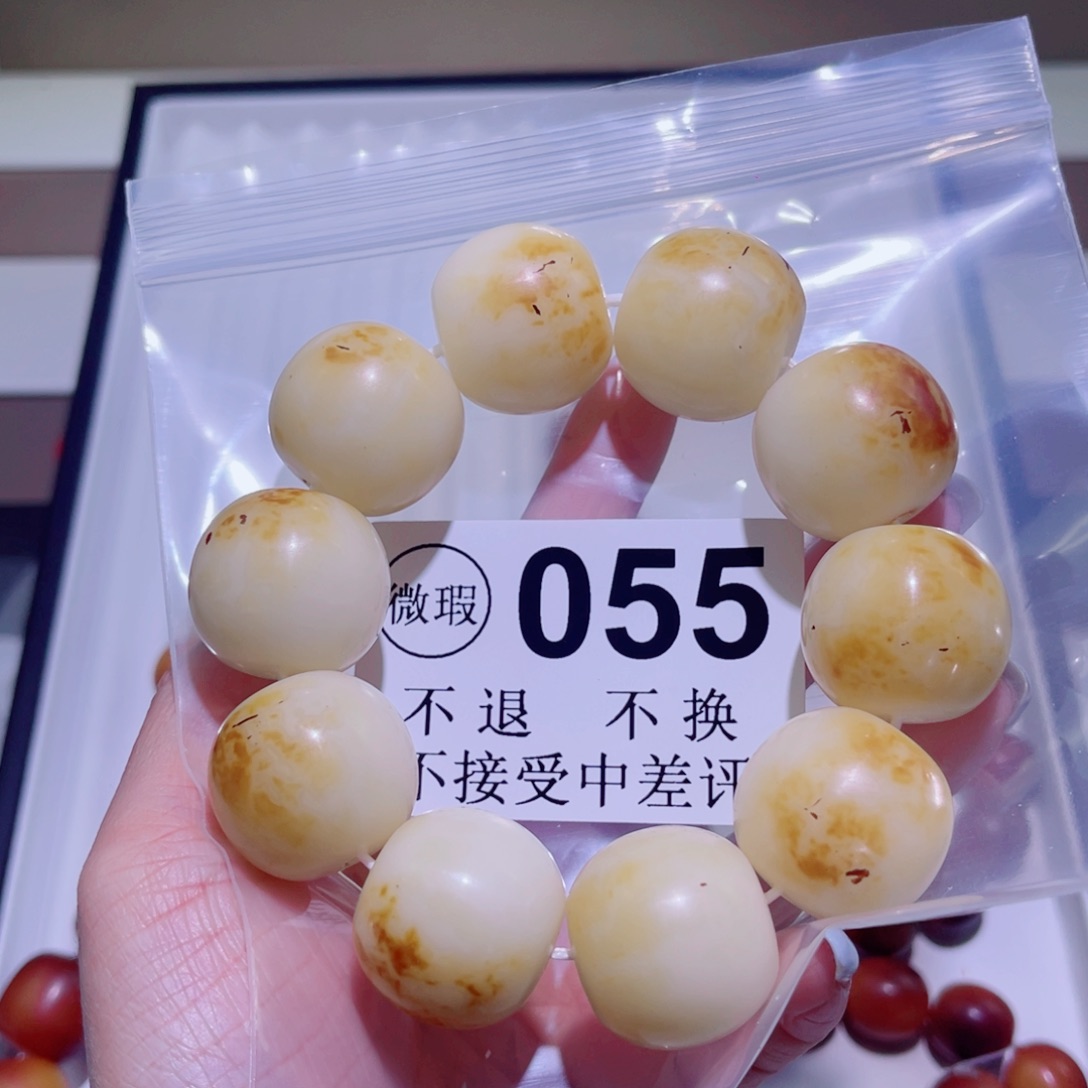 微瑕 055
不退 不换
不接受中差评